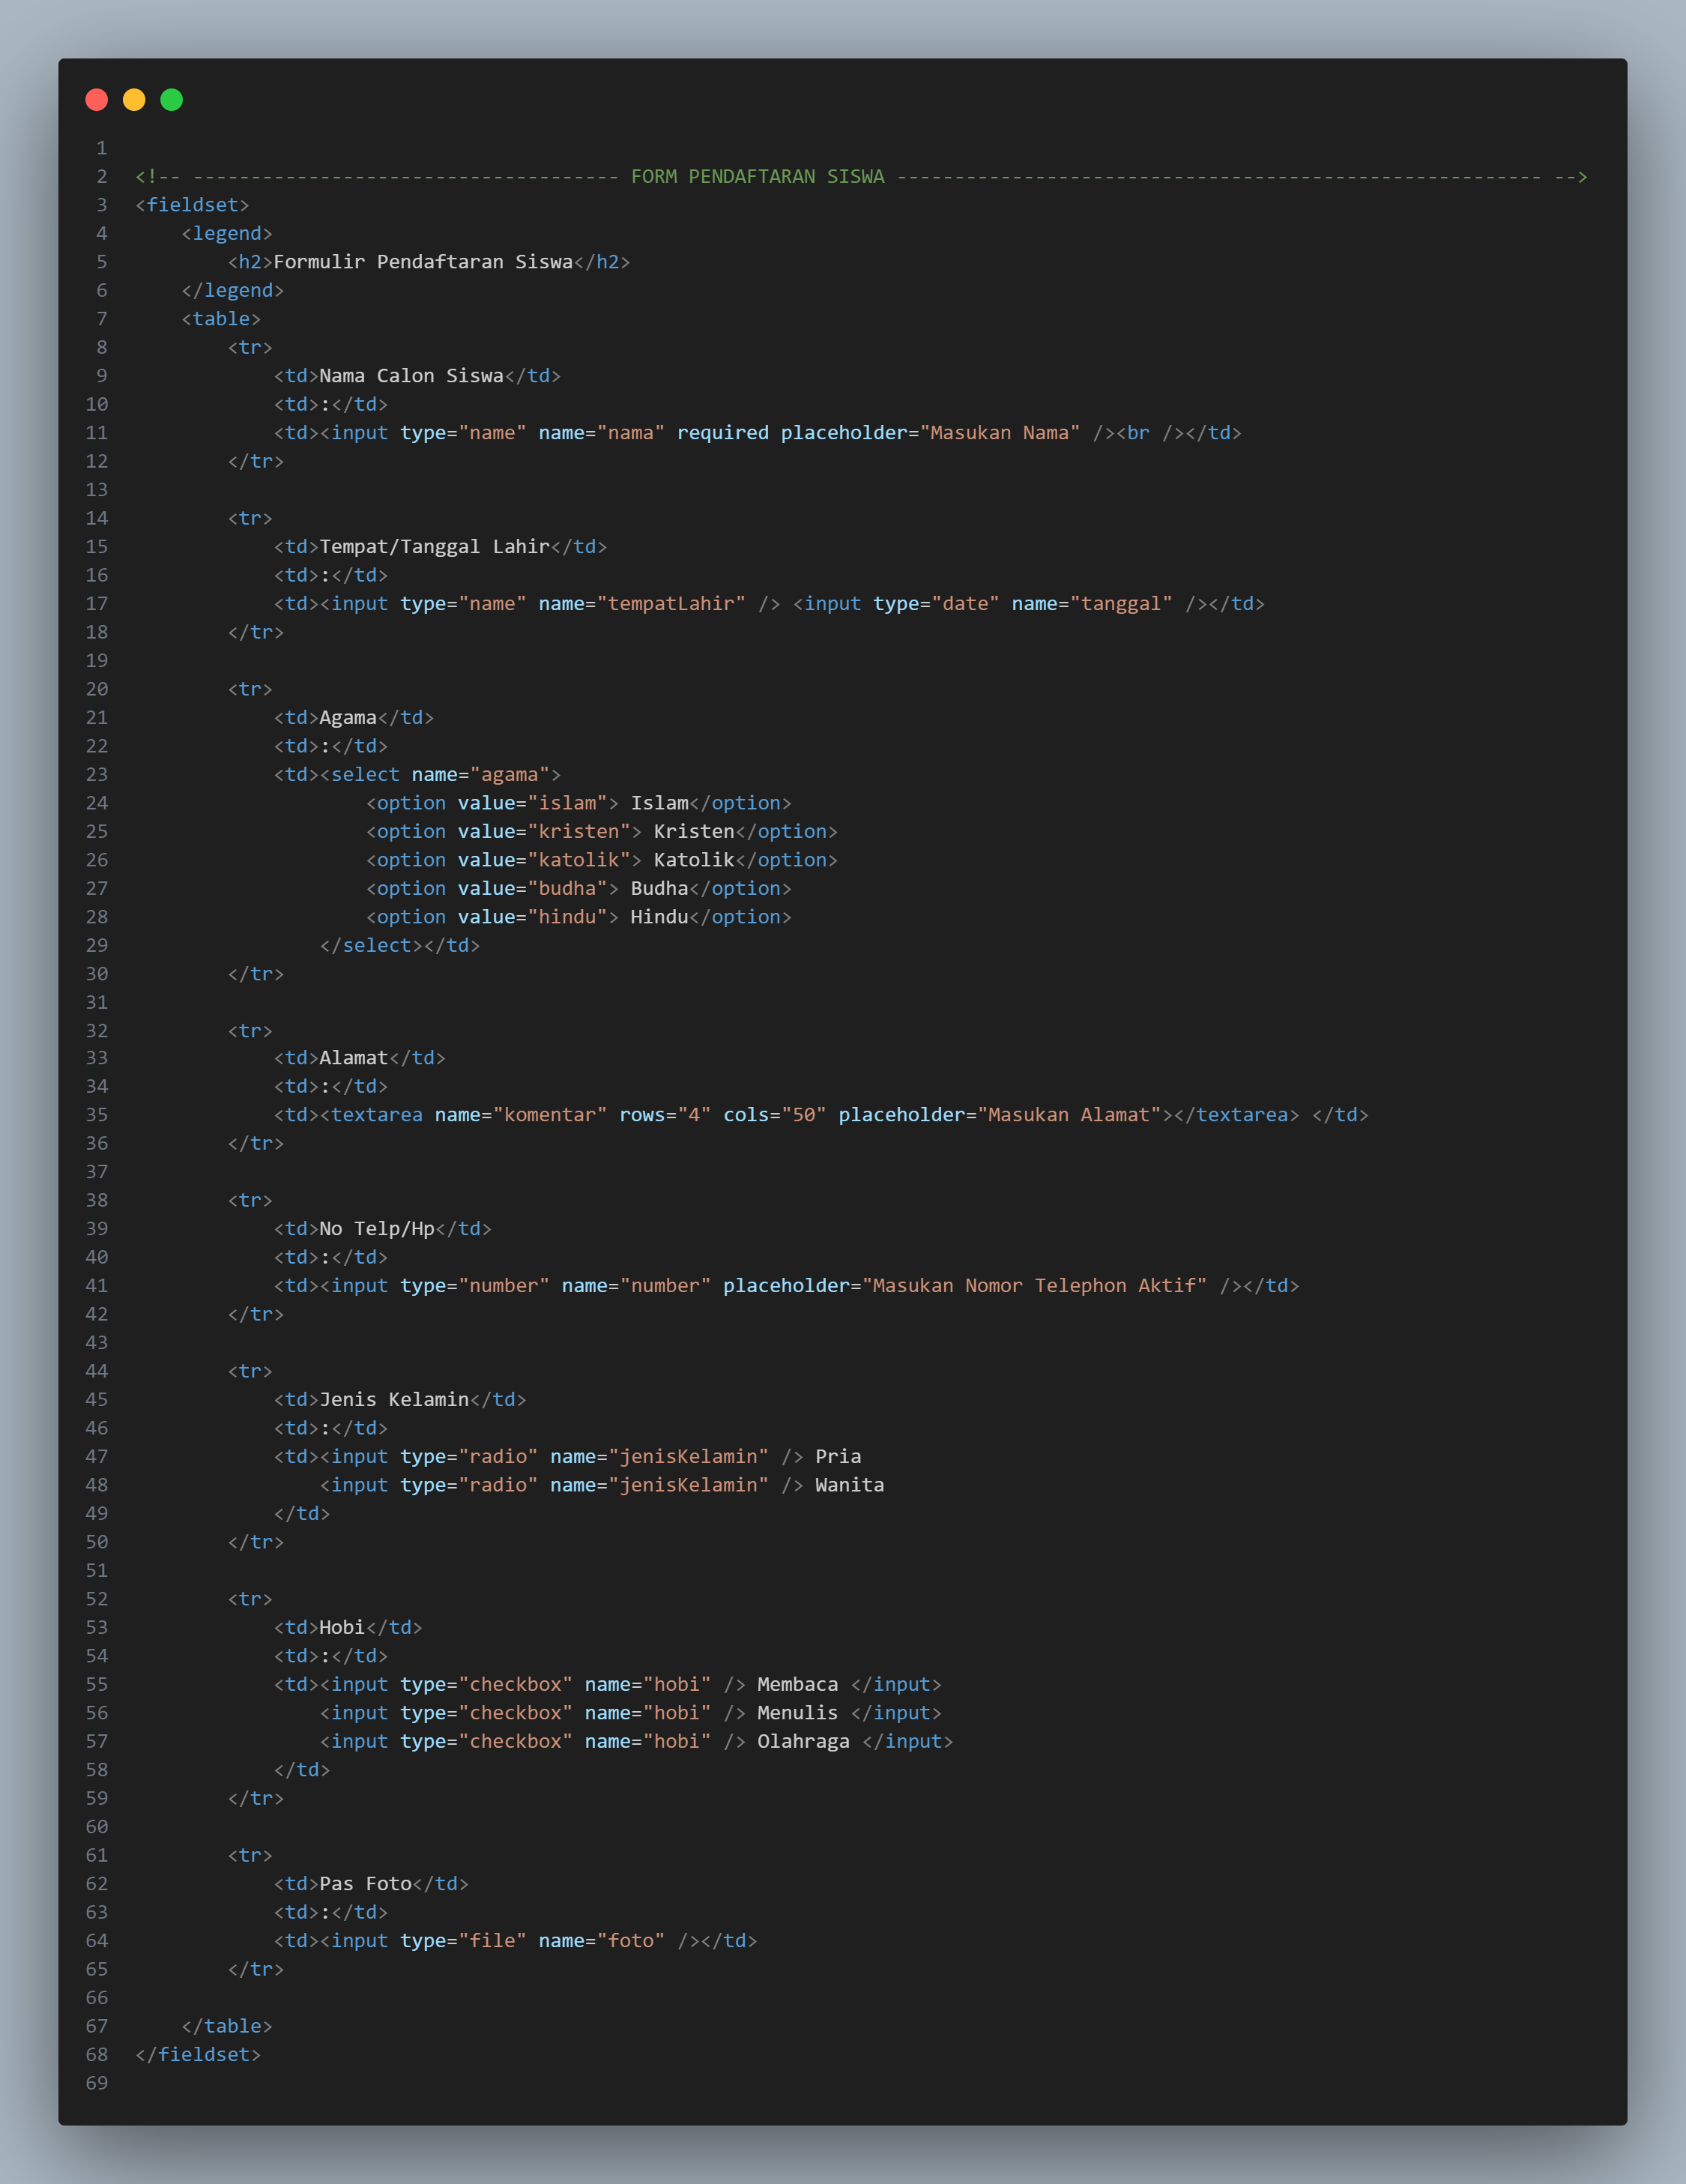 1
2 <!-- ------------------------------------- FORM PENDAFTARAN SISWA -------------------------------------------------------- -->
3 <fieldset>
4     <legend>
5         <h2>Formulir Pendaftaran Siswa</h2>
6     </legend>
7     <table>
8         <tr>
9             <td>Nama Calon Siswa</td>
10             <td>:</td>
11             <td><input type="name" name="nama" required placeholder="Masukan Nama" /><br /></td>
12         </tr>
13
14         <tr>
15             <td>Tempat/Tanggal Lahir</td>
16             <td>:</td>
17             <td><input type="name" name="tempatLahir" /> <input type="date" name="tanggal" /></td>
18         </tr>
19
20         <tr>
21             <td>Agama</td>
22             <td>:</td>
23             <td><select name="agama">
24                     <option value="islam"> Islam</option>
25                     <option value="kristen"> Kristen</option>
26                     <option value="katolik"> Katolik</option>
27                     <option value="budha"> Budha</option>
28                     <option value="hindu"> Hindu</option>
29                 </select></td>
30         </tr>
31
32         <tr>
33             <td>Alamat</td>
34             <td>:</td>
35             <td><textarea name="komentar" rows="4" cols="50" placeholder="Masukan Alamat"></textarea> </td>
36         </tr>
37
38         <tr>
39             <td>No Telp/Hp</td>
40             <td>:</td>
41             <td><input type="number" name="number" placeholder="Masukan Nomor Telephon Aktif" /></td>
42         </tr>
43
44         <tr>
45             <td>Jenis Kelamin</td>
46             <td>:</td>
47             <td><input type="radio" name="jenisKelamin" /> Pria
48                 <input type="radio" name="jenisKelamin" /> Wanita
49             </td>
50         </tr>
51
52         <tr>
53             <td>Hobi</td>
54             <td>:</td>
55             <td><input type="checkbox" name="hobi" /> Membaca </input>
56                 <input type="checkbox" name="hobi" /> Menulis </input>
57                 <input type="checkbox" name="hobi" /> Olahraga </input>
58             </td>
59         </tr>
60
61         <tr>
62             <td>Pas Foto</td>
63             <td>:</td>
64             <td><input type="file" name="foto" /></td>
65         </tr>
66
67     </table>
68 </fieldset>
69